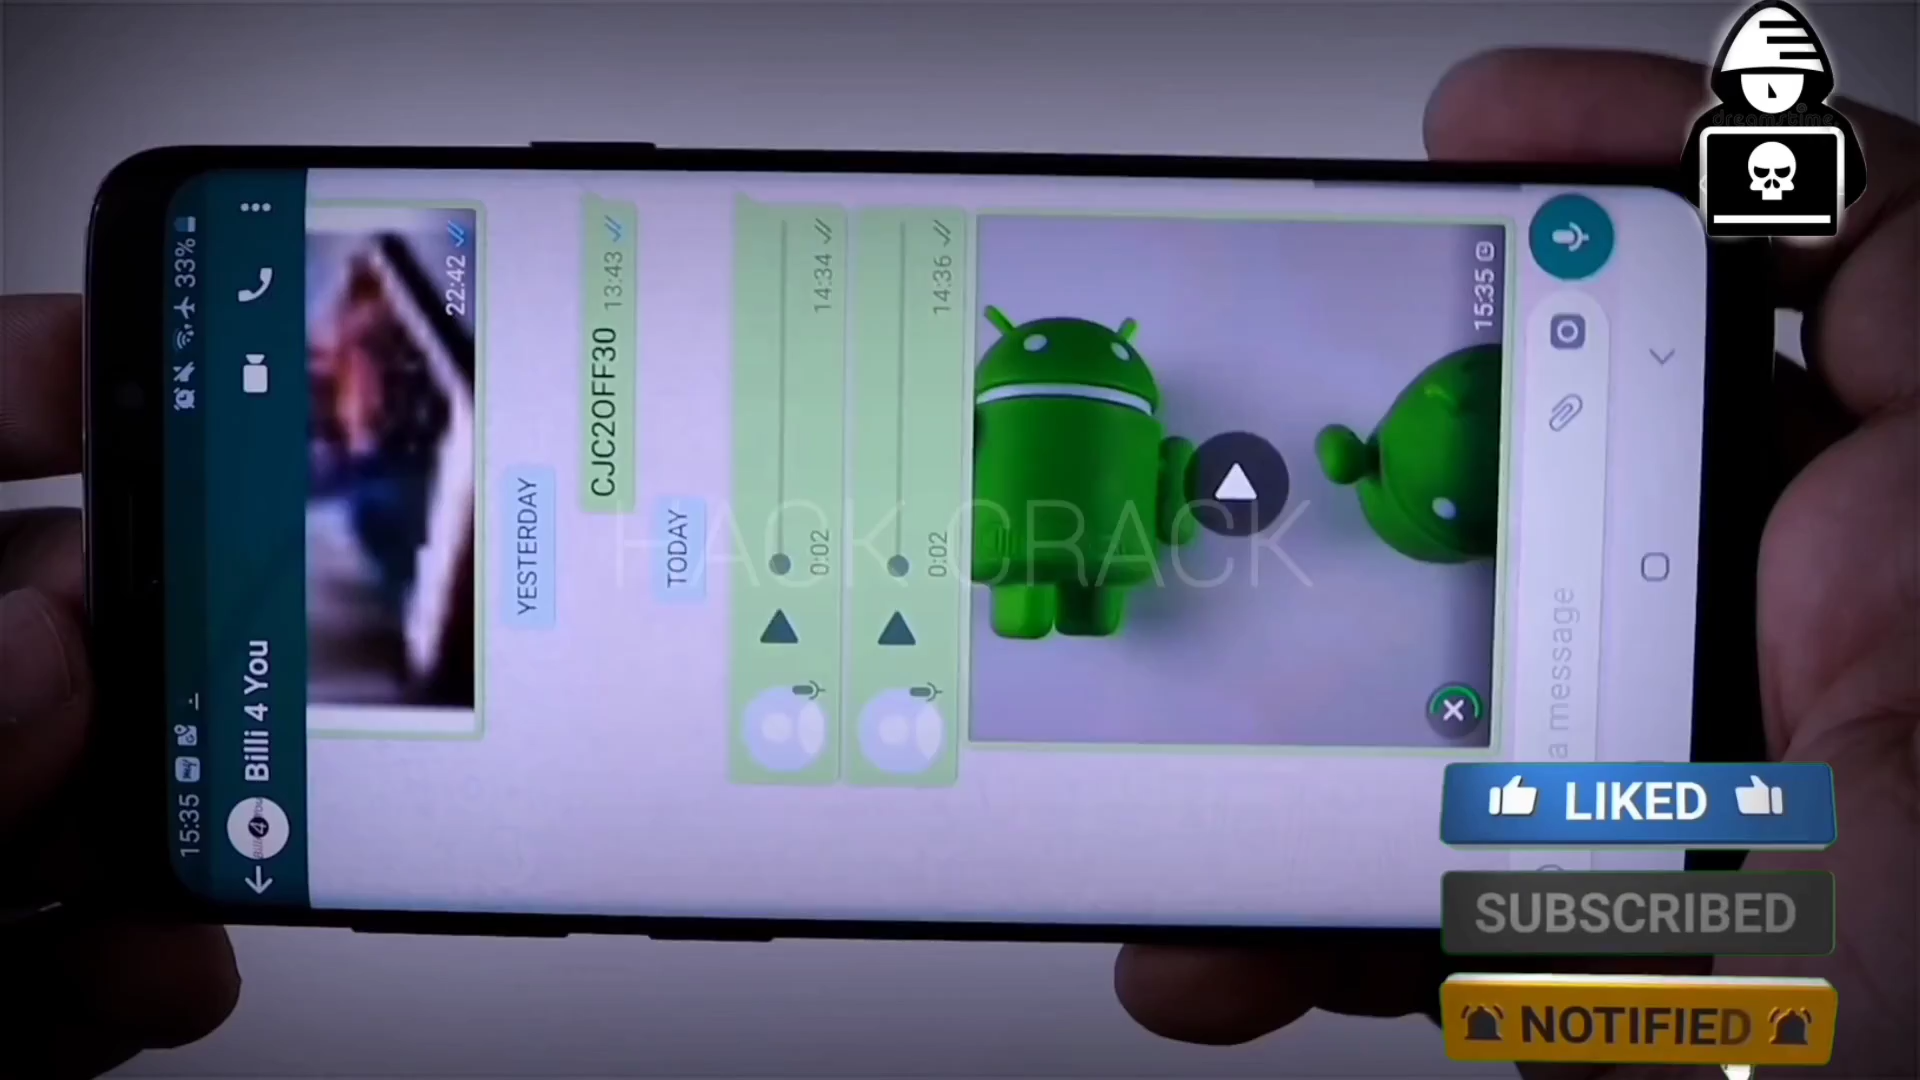 15:35
33%
Billi 4 You
22:42
YESTERDAY
CJC2OFF30 13:43
TODAY
0:02
14:34
0:02
14:36
15:35
a message
HACK CRACK
dreamstime
LIKED
SUBSCRIBED
NOTIFIED